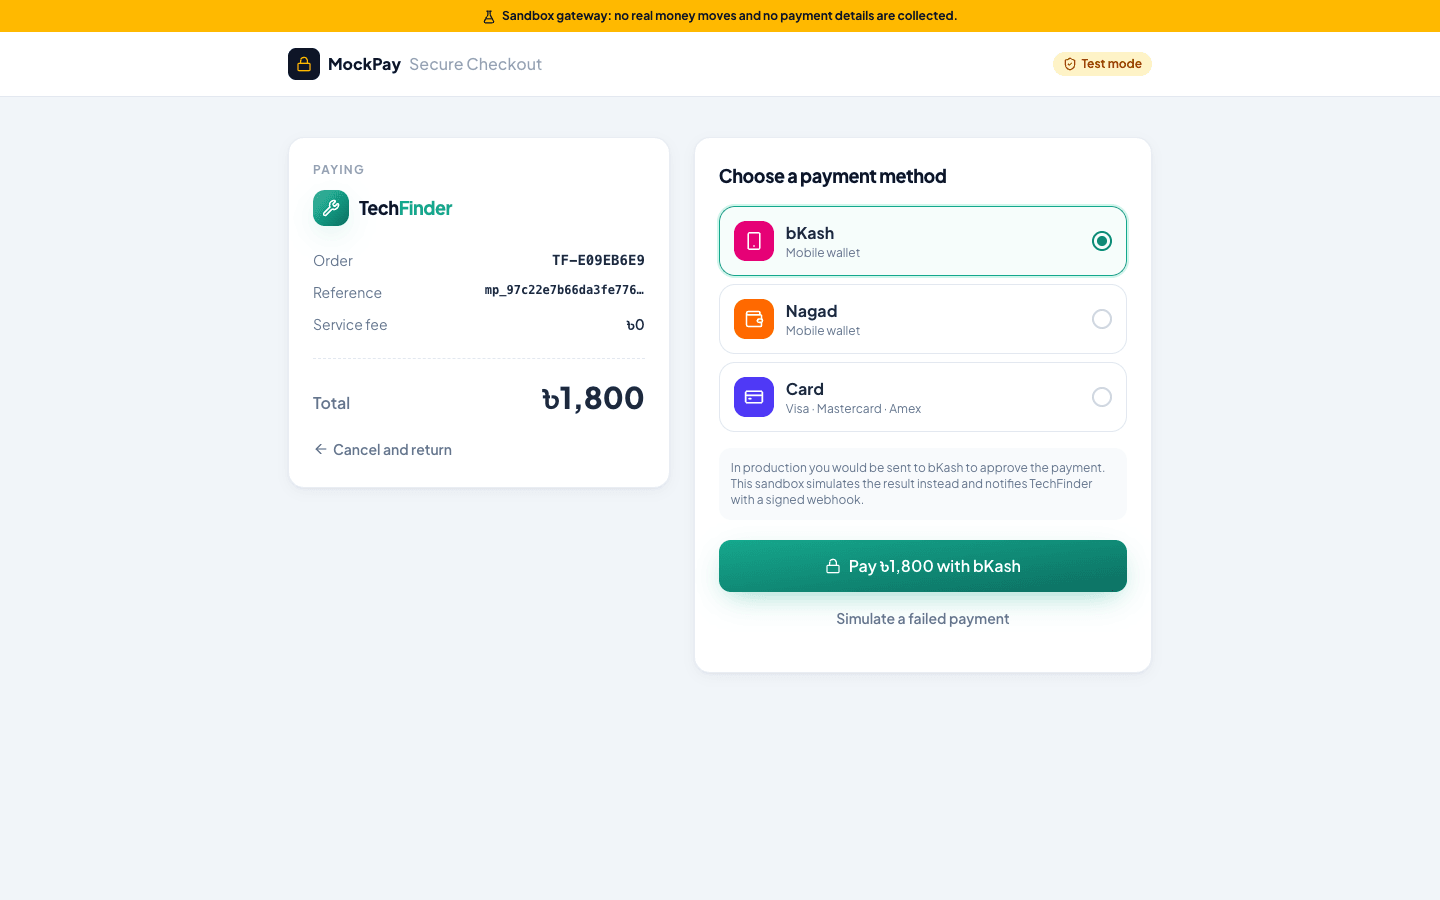 Sandbox gateway: no real money moves and no payment details are collected.
MockPay Secure Checkout
Test mode
PAYING
TechFinder
Order TF-E09EB6E9
Reference mp_97c22e7b66da3fe776…
Service fee ৳0
Total ৳1,800
Cancel and return
Choose a payment method
bKash
Mobile wallet
Nagad
Mobile wallet
Card
Visa · Mastercard · Amex
In production you would be sent to bKash to approve the payment.
This sandbox simulates the result instead and notifies TechFinder
with a signed webhook.
Pay ৳1,800 with bKash
Simulate a failed payment